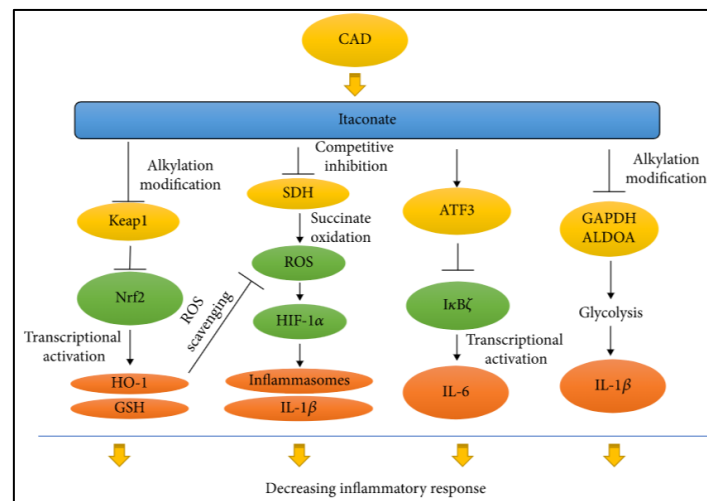 CAD
Itaconate
Alkylation
modification
Competitive
inhibition
Alkylation
modification
Keap1
SDH
ATF3
GAPDH
ALDOA
Succinate
oxidation
Nrf2
ROS
scavenging
ROS
IκBζ
Glycolysis
HIF-1α
Transcriptional
activation
Transcriptional
activation
HO-1
GSH
Inflammasomes
IL-1β
IL-6
IL-1β
Decreasing inflammatory response